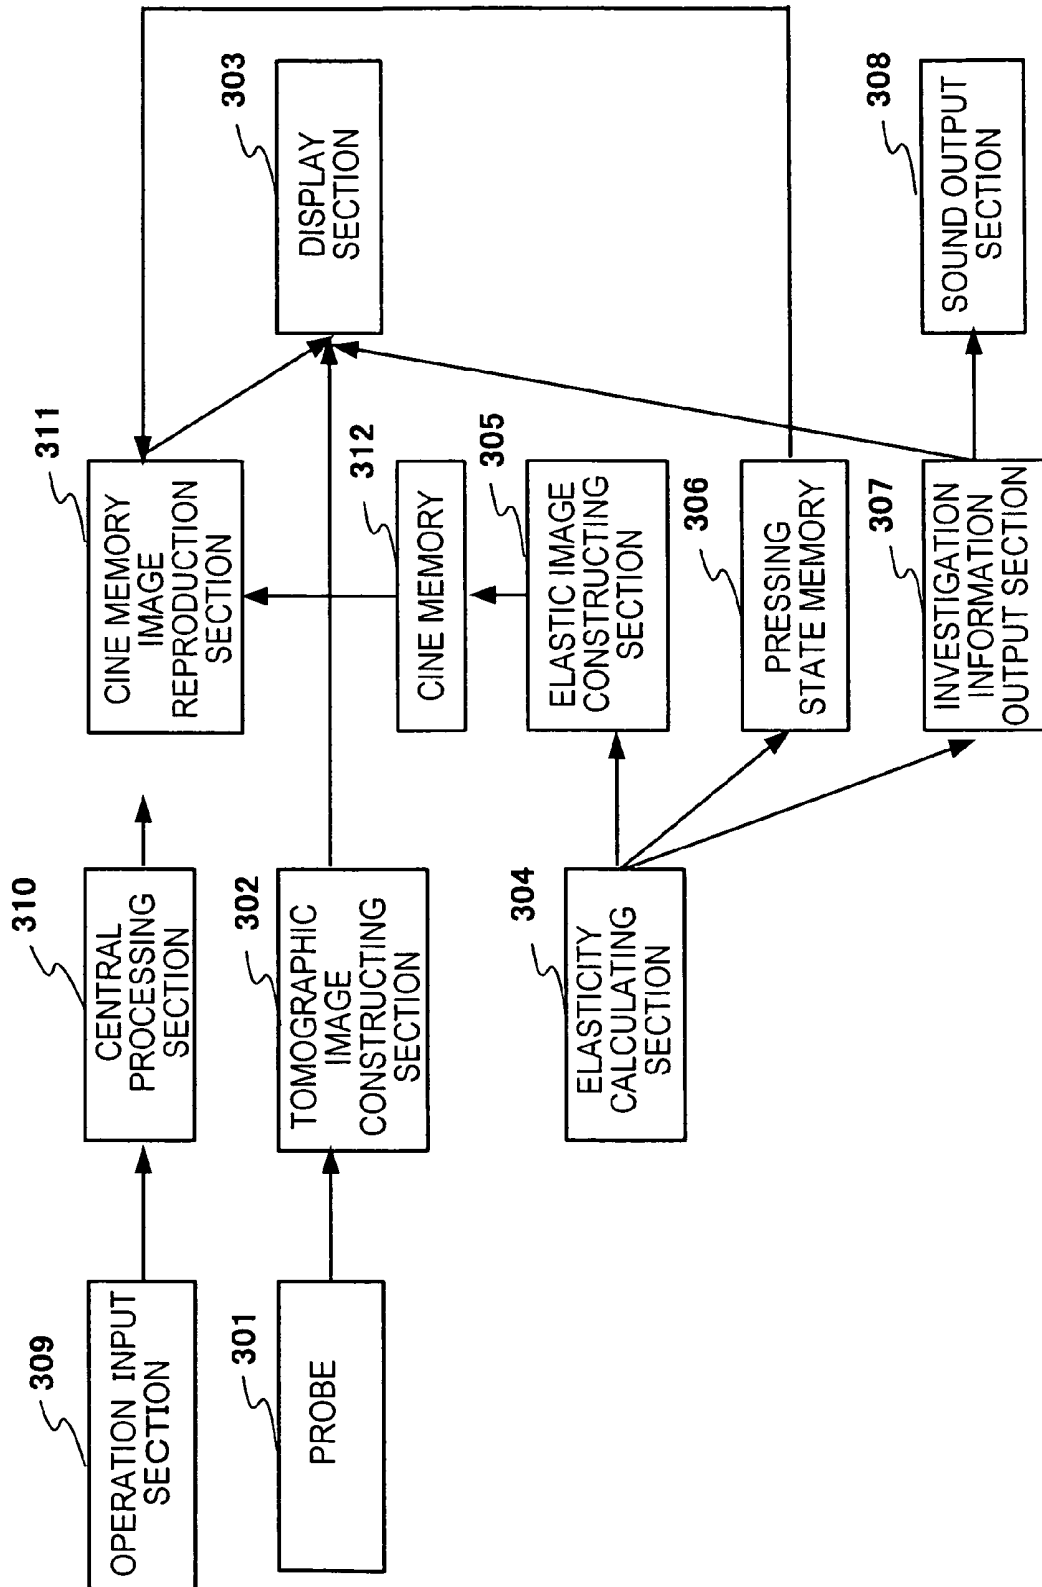 309
OPERATION INPUT
SECTION
310
CENTRAL
PROCESSING
SECTION
311
CINE MEMORY
IMAGE
REPRODUCTION
SECTION
303
DISPLAY
SECTION
301
PROBE
302
TOMOGRAPHIC
IMAGE
CONSTRUCTING
SECTION
312
CINE MEMORY
304
ELASTICITY
CALCULATING
SECTION
305
ELASTIC IMAGE
CONSTRUCTING
SECTION
306
PRESSING
STATE MEMORY
307
INVESTIGATION
INFORMATION
OUTPUT SECTION
308
SOUND OUTPUT
SECTION